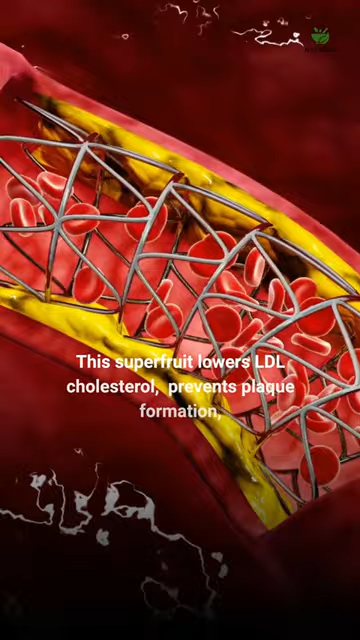 This superfruit lowers LDL
cholesterol, prevents plaque
formation,